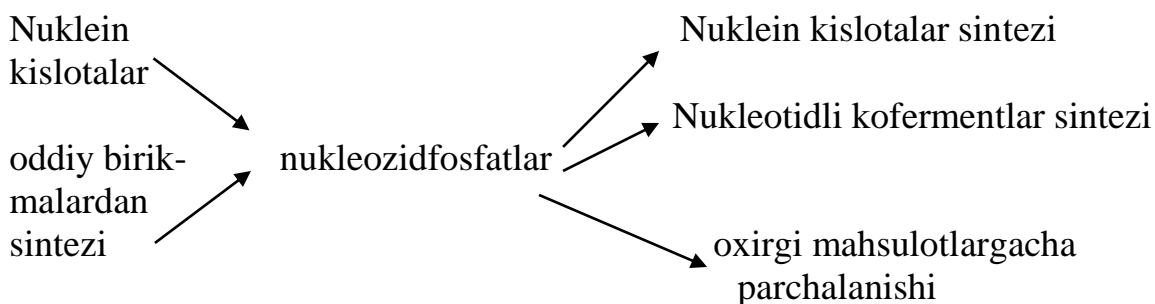 Nuklein
kislotalar
oddiy birik-
malardan
sintezi
nukleozidfosfatlar
Nuklein kislotalar sintezi
Nukleotidli kofermentlar sintezi
oxirgi mahsulotlargacha
parchalanishi